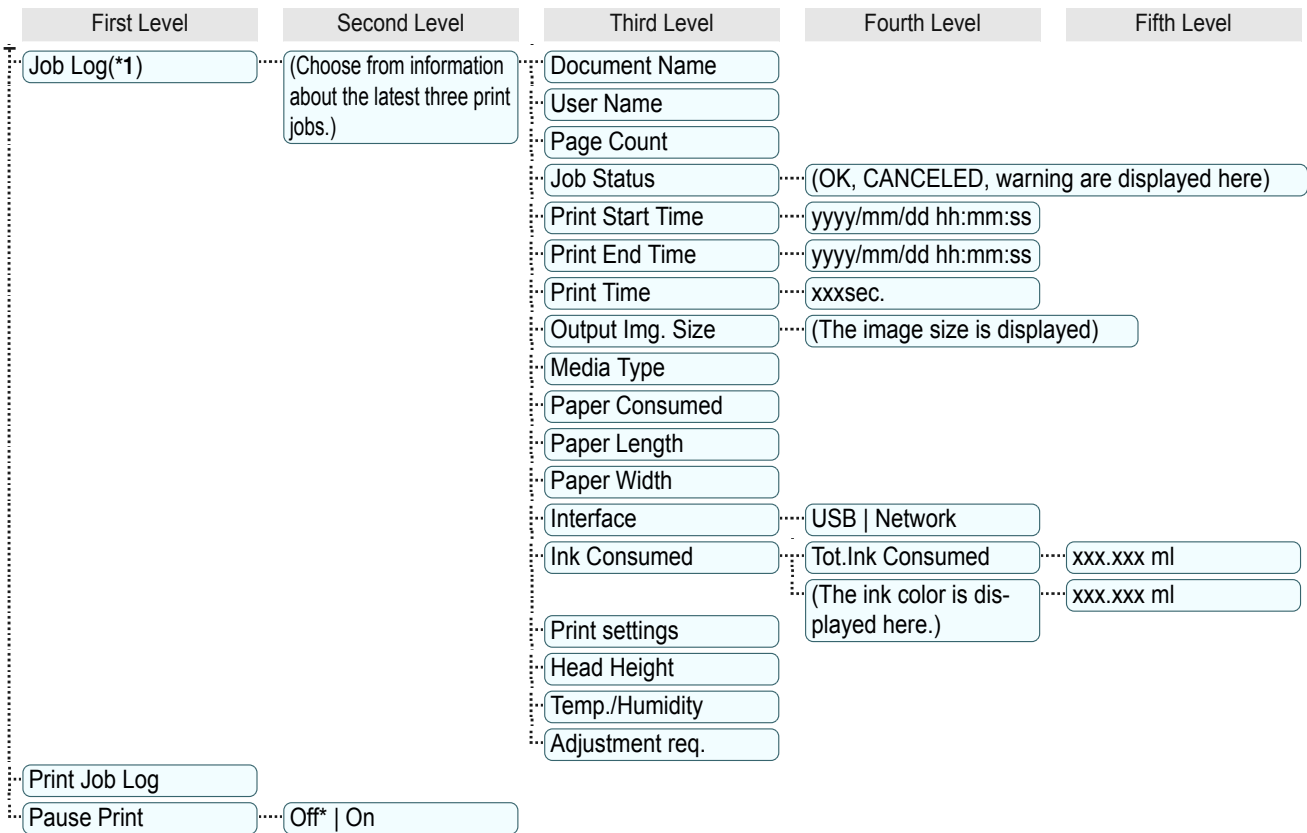 First Level Second Level Third Level Fourth Level Fifth Level
Job Log(*1) (Choose from information Document Name
about the latest three print
jobs.)
User Name
Page Count
Job Status (OK, CANCELED, warning are displayed here)
Print Start Time yyyy/mm/dd hh:mm:ss
Print End Time yyyy/mm/dd hh:mm:ss
Print Time xxxsec.
Output Img. Size (The image size is displayed)
Media Type
Paper Consumed
Paper Length
Paper Width
Interface USB | Network
Ink Consumed Tot.Ink Consumed xxx.xxx ml
(The ink color is dis- xxx.xxx ml
played here.)
Print settings
Head Height
Temp./Humidity
Adjustment req.
Print Job Log
Pause Print Off* | On